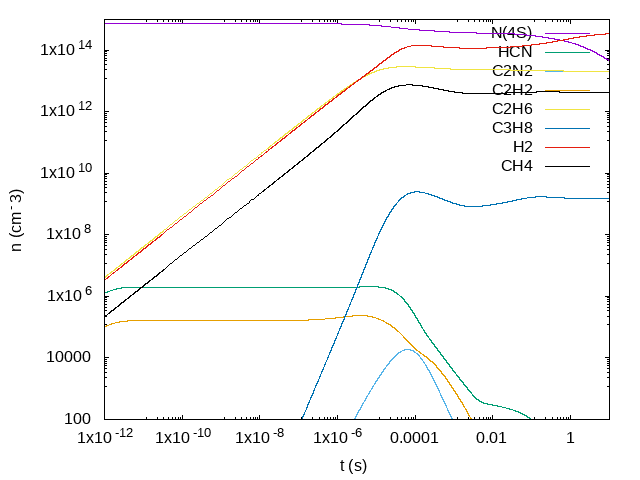 N(4S)
1x10 14
HCN
C2N2
C2H2
1x10 12
C2H6
C3H8
H2
CH4
1x10 10
n (cm-3)
1x10 8
1x10 6
10000
100
1x10-12 1x10-10 1x10-8 1x10-6 0.0001 0.01 1
t (s)